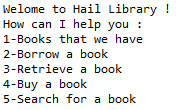 Welome to Hail Library !
How can I help you :
1-Books that we have
2-Borrow a book
3-Retrieve a book
4-Buy a book
5-Search for a book